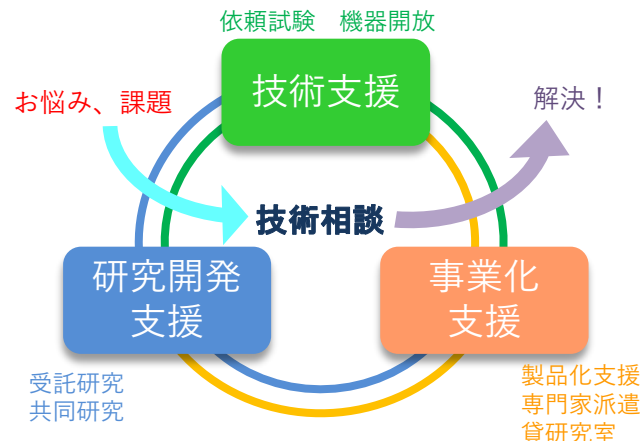 依頼試験　機器開放
技術支援
お悩み、課題
解決！
技術相談
研究開発
支援
事業化
支援
受託研究
共同研究
製品化支援
専門家派遣
貸研究室